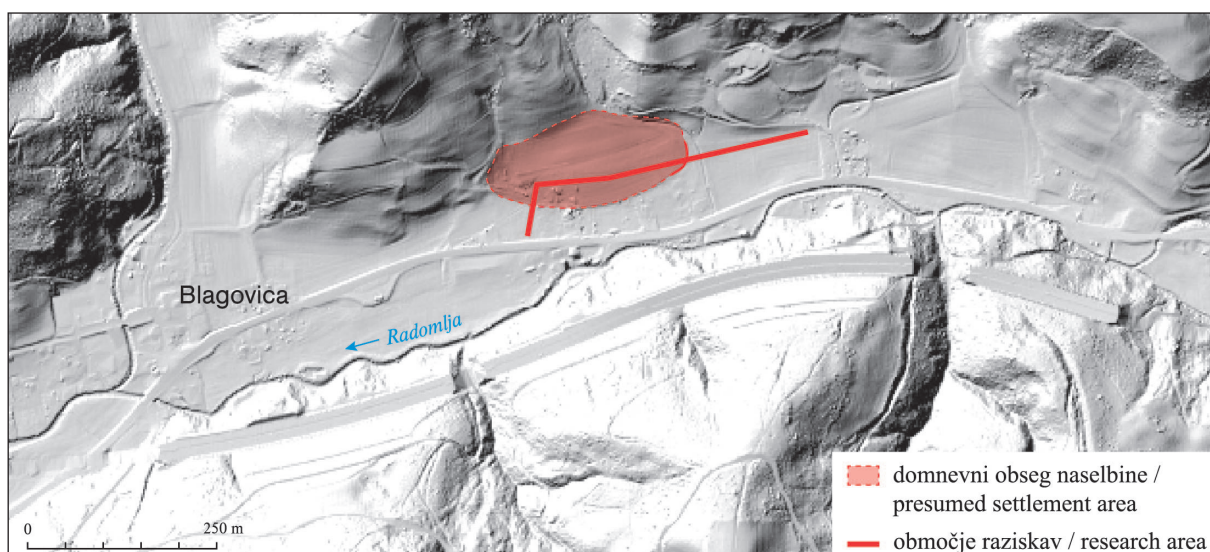 Blagovica
Radomlja
domnevni obseg naselbine /
presumed settlement area
območje raziskav / research area
0 250 m